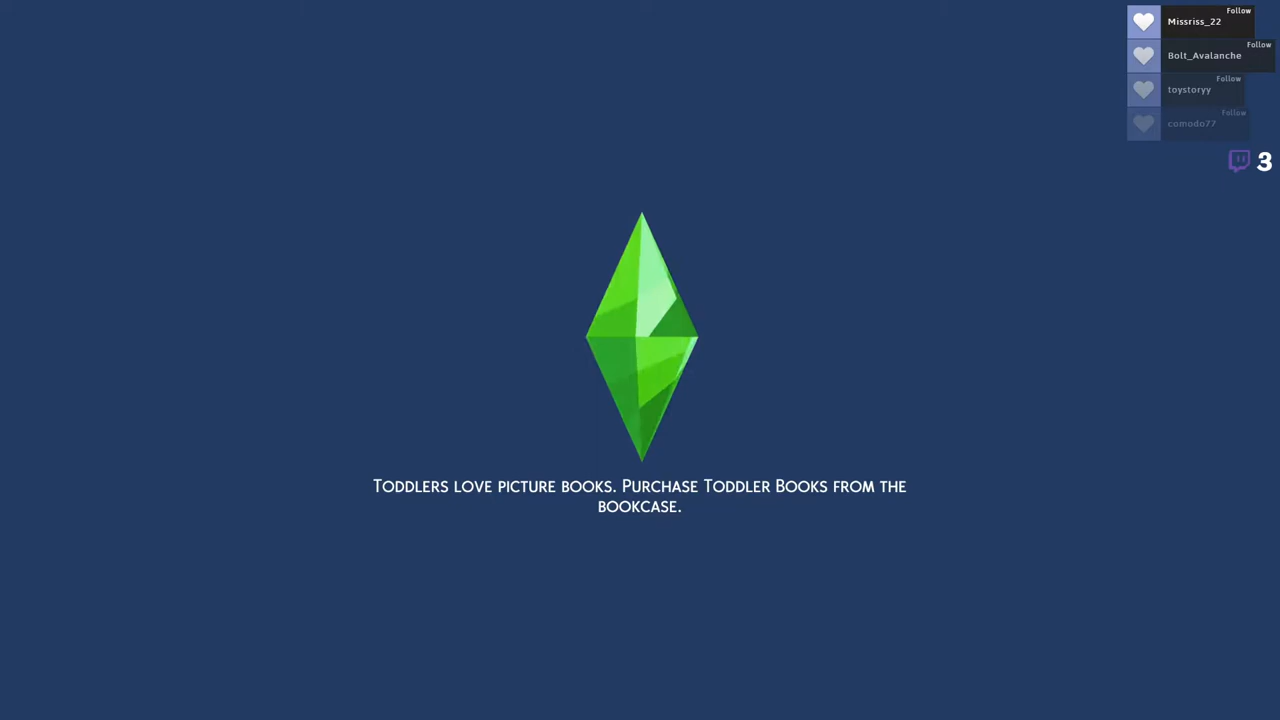 Follow
Missriss_22
Follow
Bolt_Avalanche
Follow
toystoryy
Follow
comodo77
3
TODDLERS LOVE PICTURE BOOKS. PURCHASE TODDLER BOOKS FROM THE
BOOKCASE.